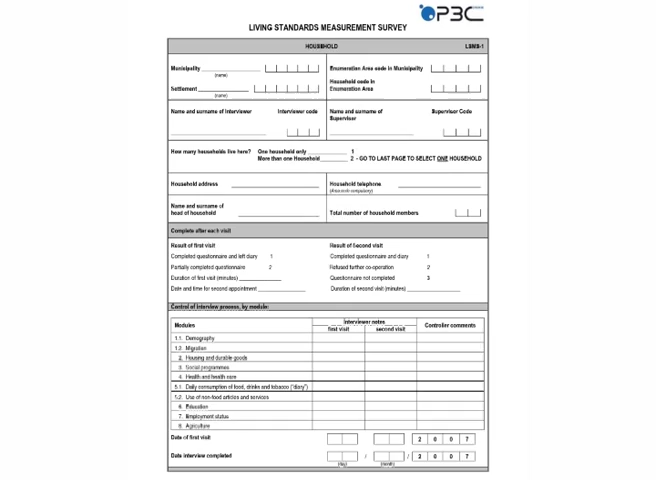 РЗС
LIVING STANDARDS MEASUREMENT SURVEY
HOUSEHOLD LSMS-1
Municipality
(name)
Enumeration Area code in Municipality
Settlement
(name)
Household code in
Enumeration Area
Name and surname of Interviewer Interviewer code
Name and surname of
Supervisor
Supervisor Code
How many households live here? One household only 1
More than one Household 2 - GO TO LAST PAGE TO SELECT ONE HOUSEHOLD
Household address
Household telephone
(Area code compulsory)
Name and surname of
head of household
Total number of household members
Complete after each visit
Result of first visit
Completed questionnaire and left diary 1
Partially completed questionnaire 2
Duration of first visit (minutes)
Date and time for second appointment
Result of Second visit
Completed questionnaire and diary 1
Refused further co-operation 2
Questionnaire not completed 3
Duration of second visit (minutes)
Control of interview process, by module:
Modules
Interviewer notes
first visit second visit
Controller comments
1.1. Demography
1.2. Migration
2. Housing and durable goods
3. Social programmes
4. Health and health care
5.1. Daily consumption of food, drinks and tobacco ("diary")
5.2. Use of non-food articles and services
6. Education
7. Employment status
8. Agriculture
Date of first visit 2 0 0 7
Date interview completed / / 2 0 0 7
(day) (month)